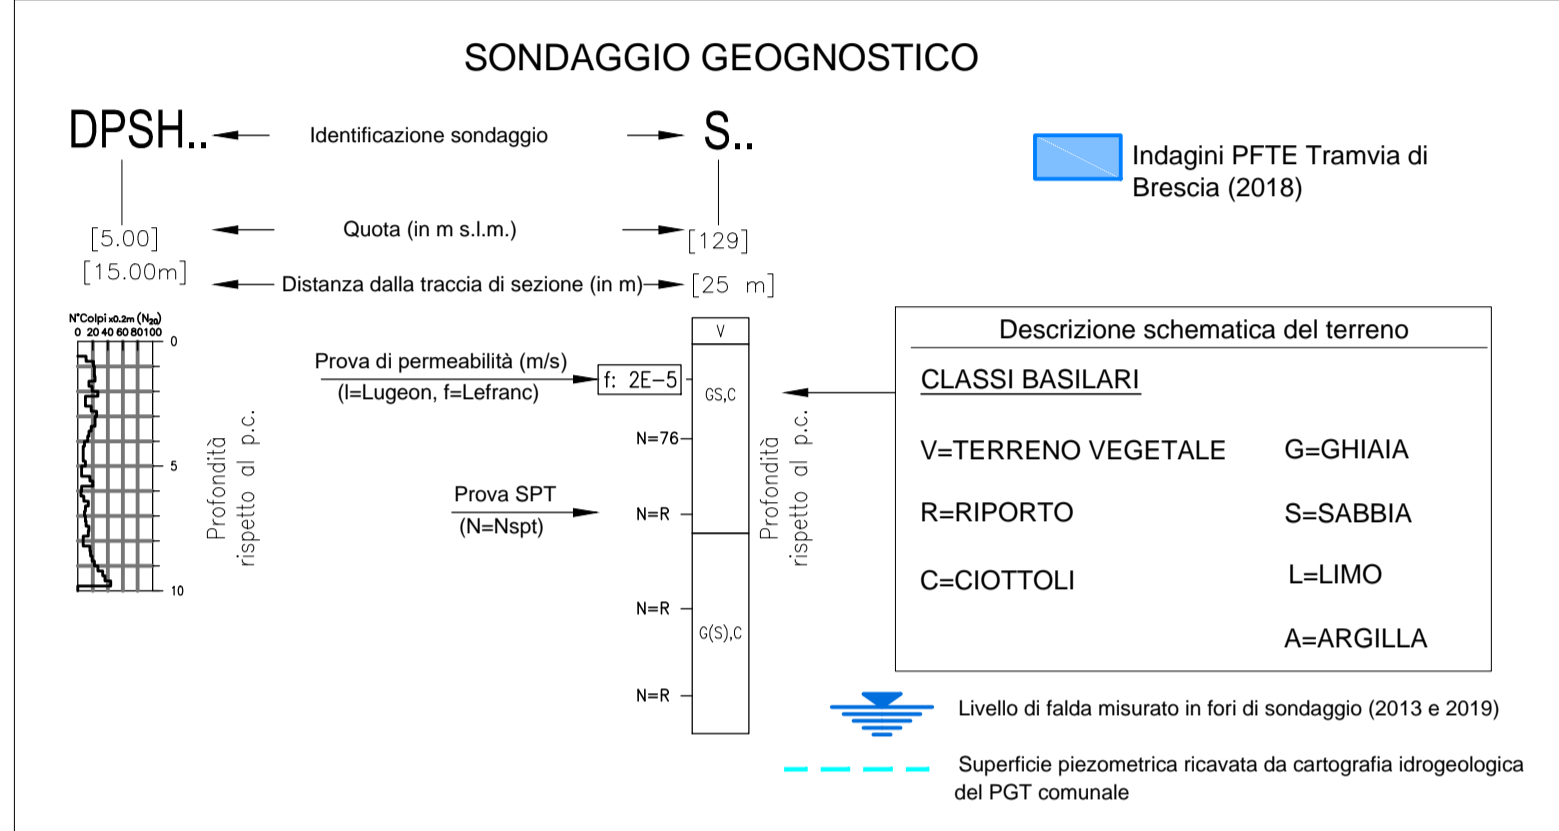 SONDAGGIO GEOGNOSTICO
DPSH..
Identificazione sondaggio
S..
Indagini PFTE Tramvia di
Brescia (2018)
[5.00]
Quota (in m s.l.m.)
[129]
[15.00m]
Distanza dalla traccia di sezione (in m)
[25 m]
N°Colpi x0.2m (N20)
0 20 40 60 80 100
0
5
10
Profondità
rispetto al p.c.
Prova di permeabilità (m/s)
(l=Lugeon, f=Lefranc)
f: 2E-5
Prova SPT
(N=Nspt)
V
GS,C
N=76
N=R
N=R
G(S),C
N=R
Profondità
rispetto al p.c.
Descrizione schematica del terreno
CLASSI BASILARI
V=TERRENO VEGETALE
G=GHIAIA
R=RIPORTO
S=SABBIA
C=CIOTTOLI
L=LIMO
A=ARGILLA
Livello di falda misurato in fori di sondaggio (2013 e 2019)
Superficie piezometrica ricavata da cartografia idrogeologica
del PGT comunale